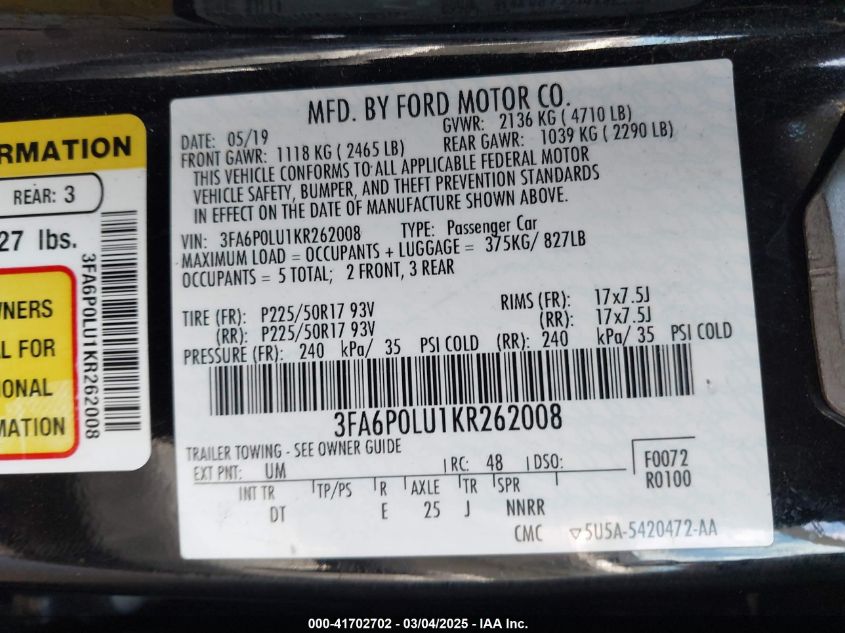 MFD. BY FORD MOTOR CO.
DATE: 05/19 GVWR: 2136 KG ( 4710 LB)
FRONT GAWR: 1118 KG ( 2465 LB) REAR GAWR: 1039 KG ( 2290 LB)
THIS VEHICLE CONFORMS TO ALL APPLICABLE FEDERAL MOTOR
VEHICLE SAFETY, BUMPER, AND THEFT PREVENTION STANDARDS
IN EFFECT ON THE DATE OF MANUFACTURE SHOWN ABOVE.
VIN: 3FA6P0LU1KR262008 TYPE: Passenger Car
MAXIMUM LOAD = OCCUPANTS + LUGGAGE = 375KG/ 827LB
OCCUPANTS = 5 TOTAL; 2 FRONT, 3 REAR
TIRE (FR): P225/50R17 93V RIMS (FR): 17x7.5J
(RR): P225/50R17 93V (RR): 17x7.5J
PRESSURE (FR): 240 kPa/ 35 PSI COLD (RR): 240 kPa/ 35 PSI COLD
3FA6P0LU1KR262008
TRAILER TOWING - SEE OWNER GUIDE
EXT PNT: UM RC: 48 DSO: F0072
R0100
INT TR TP/PS R AXLE TR SPR
DT E 25 J NNRR
CMC ▽5U5A-5420472-AA
RMATION
REAR: 3
27 lbs.
3FA6P0LU1KR262008
WNERS
AL FOR
IONAL
MATION
000-41702702 - 03/04/2025 - IAA Inc.